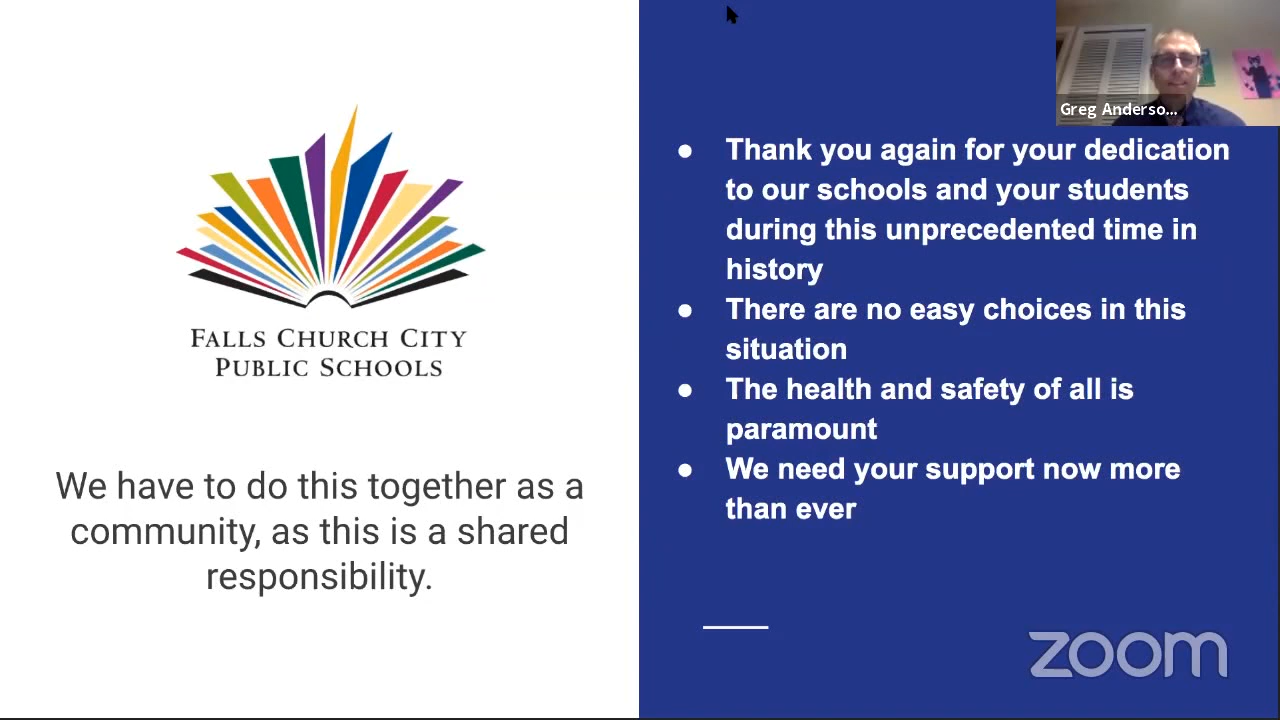 Greg Anderso...
FALLS CHURCH CITY
PUBLIC SCHOOLS
We have to do this together as a
community, as this is a shared
responsibility.
● Thank you again for your dedication
to our schools and your students
during this unprecedented time in
history
● There are no easy choices in this
situation
● The health and safety of all is
paramount
● We need your support now more
than ever
zoom